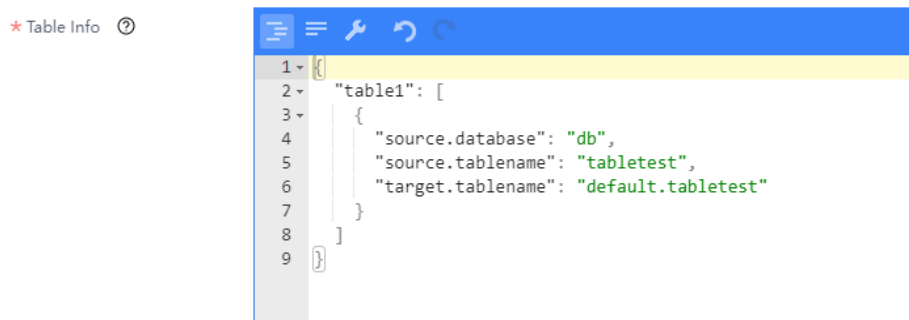 * Table Info
1 {
2 "table1": [
3 {
4 "source.database": "db",
5 "source.tablename": "tabletest",
6 "target.tablename": "default.tabletest"
7 }
8 ]
9 }